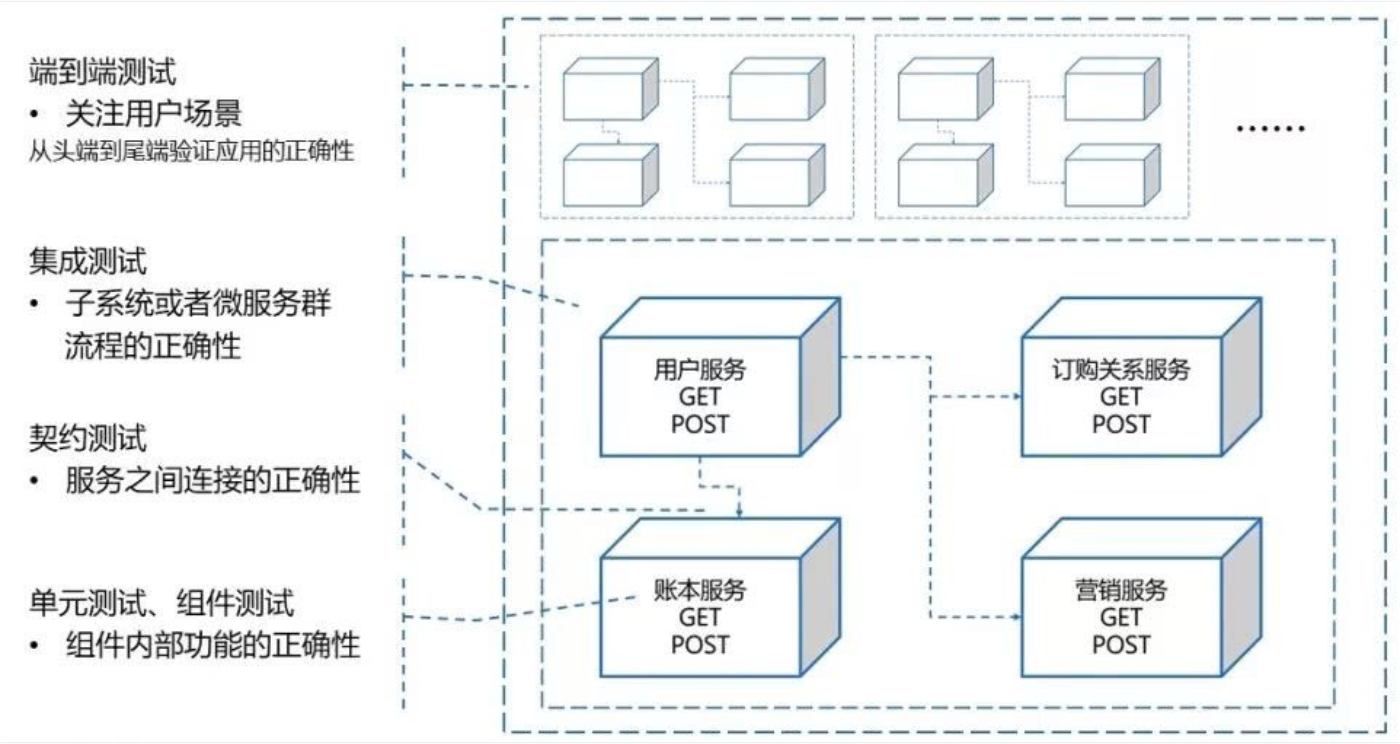 端到端测试
• 关注用户场景
从头端到尾端验证应用的正确性
......
集成测试
• 子系统或者微服务群
流程的正确性
契约测试
• 服务之间连接的正确性
单元测试、组件测试
• 组件内部功能的正确性
用户服务
GET
POST
订购关系服务
GET
POST
账本服务
GET
POST
营销服务
GET
POST